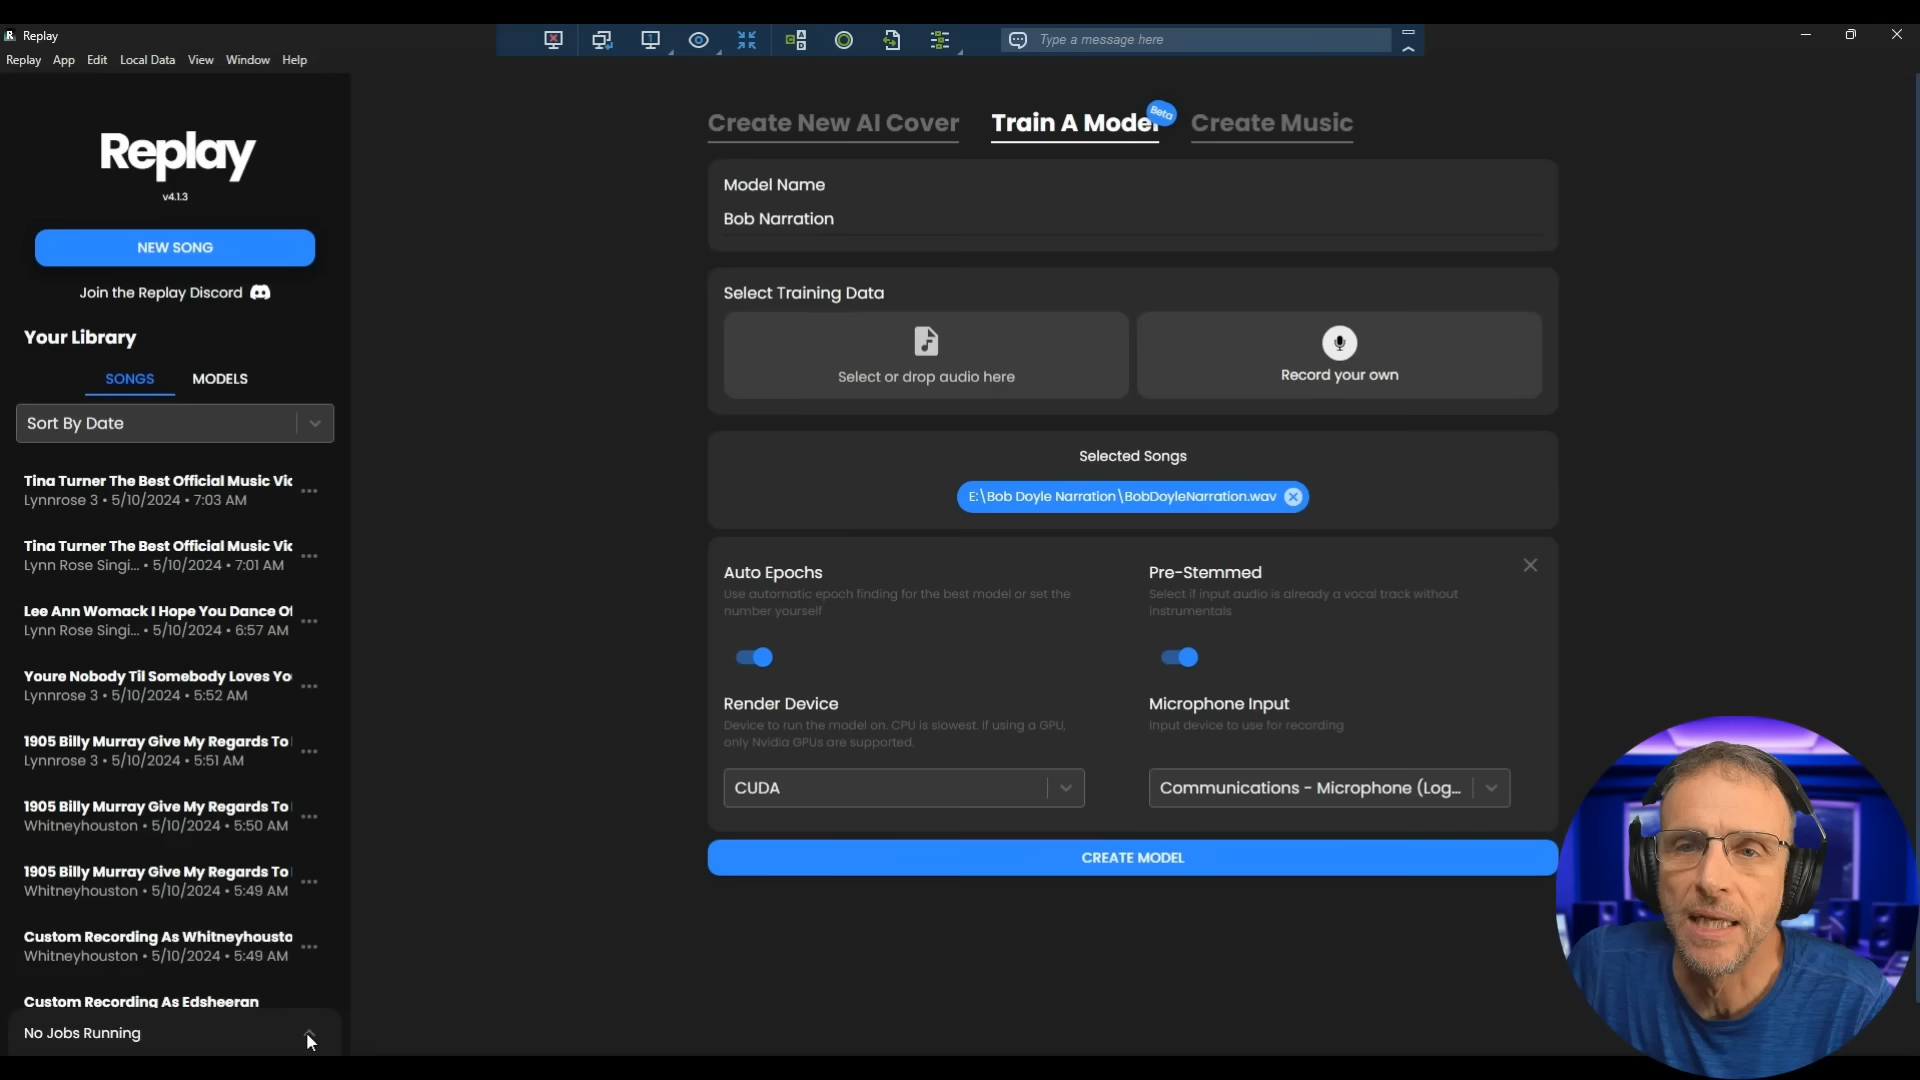 Replay
Type a message here
Replay App Edit Local Data View Window Help
Replay
v4.1.3
NEW SONG
Join the Replay Discord
Your Library
SONGS MODELS
Sort By Date
Tina Turner The Best Official Music Vic
Lynnrose 3 • 5/10/2024 • 7:03 AM
Tina Turner The Best Official Music Vic
Lynn Rose Singi... • 5/10/2024 • 7:01 AM
Lee Ann Womack I Hope You Dance Of
Lynn Rose Singi... • 5/10/2024 • 6:57 AM
Youre Nobody Til Somebody Loves Yo
Lynnrose 3 • 5/10/2024 • 5:52 AM
1905 Billy Murray Give My Regards To
Lynnrose 3 • 5/10/2024 • 5:51 AM
1905 Billy Murray Give My Regards To
Whitneyhouston • 5/10/2024 • 5:50 AM
1905 Billy Murray Give My Regards To
Whitneyhouston • 5/10/2024 • 5:49 AM
Custom Recording As Whitneyhousto
Whitneyhouston • 5/10/2024 • 5:49 AM
Custom Recording As Edsheeran
No Jobs Running
Create New AI Cover Train A Model Beta Create Music
Model Name
Bob Narration
Select Training Data
Select or drop audio here
Record your own
Selected Songs
E:\Bob Doyle Narration\BobDoyleNarration.wav
Auto Epochs
Use automatic epoch finding for the best model or set the
number yourself
Pre-Stemmed
Select if input audio is already a vocal track without
instrumentals
Render Device
Device to run the model on. CPU is slowest. If using a GPU,
only Nvidia GPUs are supported.
CUDA
Microphone Input
Input device to use for recording
Communications - Microphone (Log...
CREATE MODEL